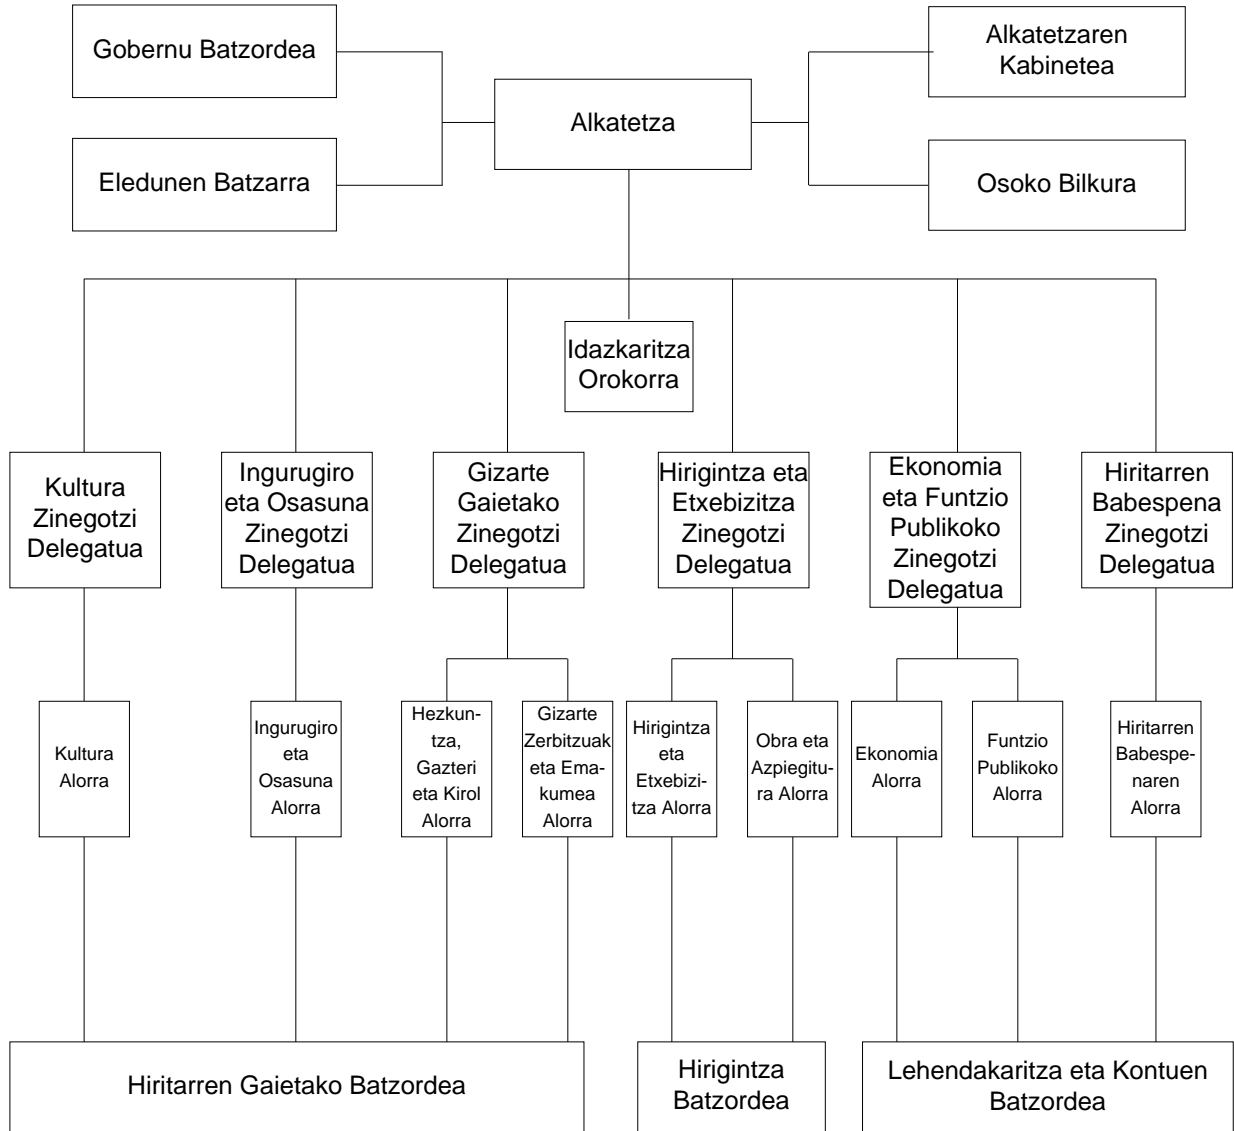 Gobernu Batzordea
Alkatetzaren
Kabinetea
Alkatetza
Eledunen Batzarra
Osoko Bilkura
Idazkaritza
Orokorra
Kultura
Zinegotzi
Delegatua
Ingurugiro
eta Osasuna
Zinegotzi
Delegatua
Gizarte
Gaietako
Zinegotzi
Delegatua
Hirigintza eta
Etxebizitza
Zinegotzi
Delegatua
Ekonomia
eta Funtzio
Publikoko
Zinegotzi
Delegatua
Hiritarren
Babespena
Zinegotzi
Delegatua
Kultura
Alorra
Ingurugiro
eta
Osasuna
Alorra
Hezkun-
tza,
Gazteri
eta Kirol
Alorra
Gizarte
Zerbitzuak
eta Ema-
kumea
Alorra
Hirigintza
eta
Etxebizi-
tza Alorra
Obra eta
Azpiegitu-
ra Alorra
Ekonomia
Alorra
Funtzio
Publikoko
Alorra
Hiritarren
Babespe-
naren
Alorra
Hiritarren Gaietako Batzordea
Hirigintza
Batzordea
Lehendakaritza eta Kontuen
Batzordea